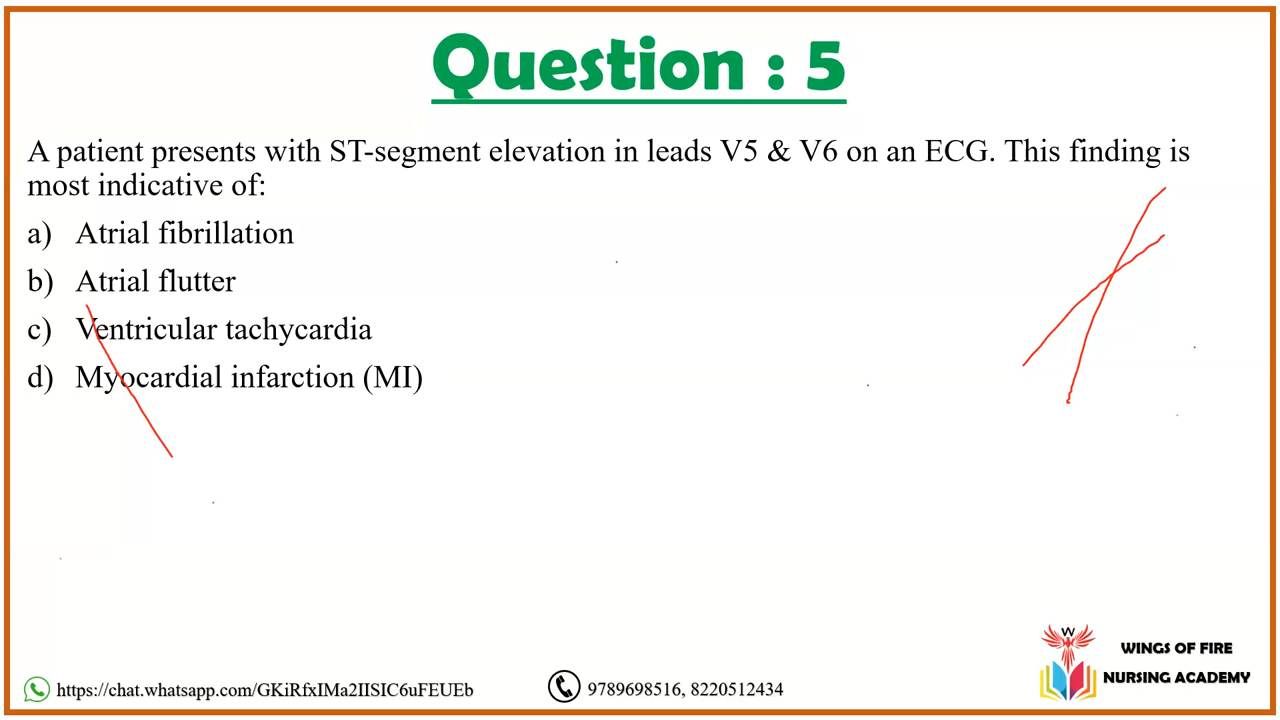 Question : 5
A patient presents with ST-segment elevation in leads V5 & V6 on an ECG. This finding is
most indicative of:
a) Atrial fibrillation
b) Atrial flutter
c) Ventricular tachycardia
d) Myocardial infarction (MI)
W
WINGS OF FIRE
NURSING ACADEMY
https://chat.whatsapp.com/GKiRfxIMa2IISIC6uFEUEb
9789698516, 8220512434